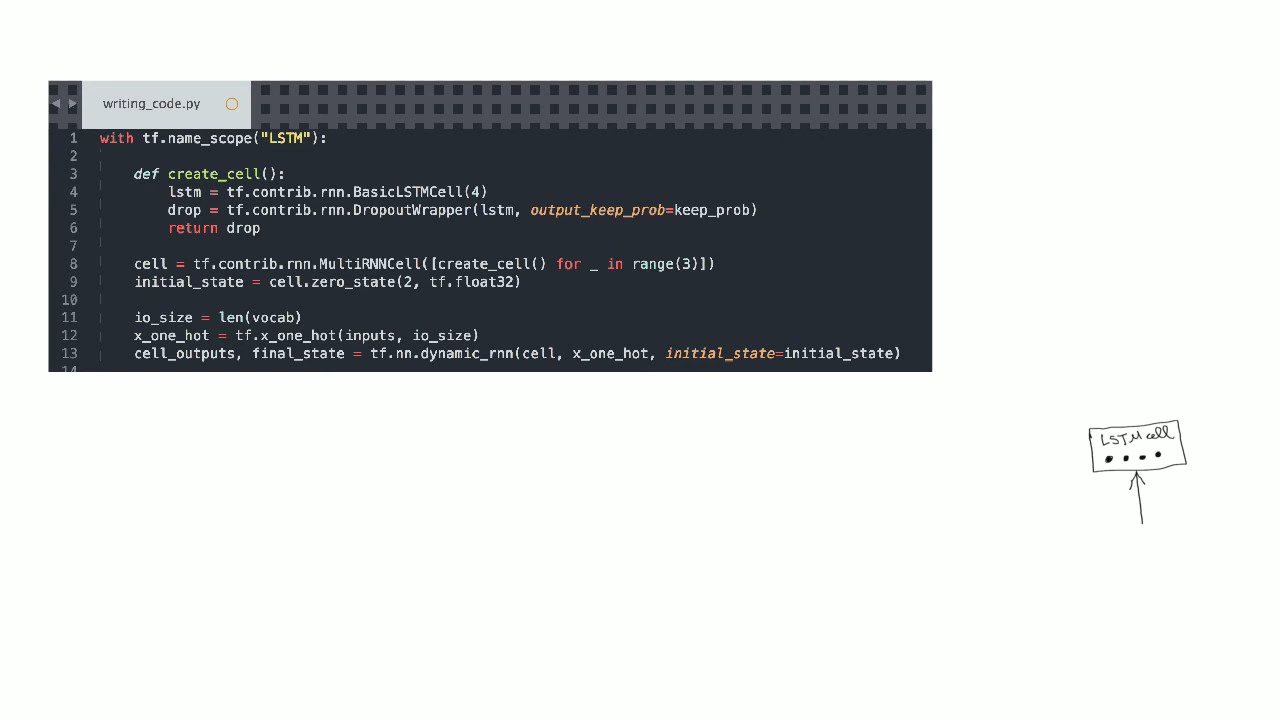 writing_code.py
1 with tf.name_scope("LSTM"):
2
3 def create_cell():
4 lstm = tf.contrib.rnn.BasicLSTMCell(4)
5 drop = tf.contrib.rnn.DropoutWrapper(lstm, output_keep_prob=keep_prob)
6 return drop
7
8 cell = tf.contrib.rnn.MultiRNNCell([create_cell() for _ in range(3)])
9 initial_state = cell.zero_state(2, tf.float32)
10
11 io_size = len(vocab)
12 x_one_hot = tf.x_one_hot(inputs, io_size)
13 cell_outputs, final_state = tf.nn.dynamic_rnn(cell, x_one_hot, initial_state=initial_state)
14
LSTM cell